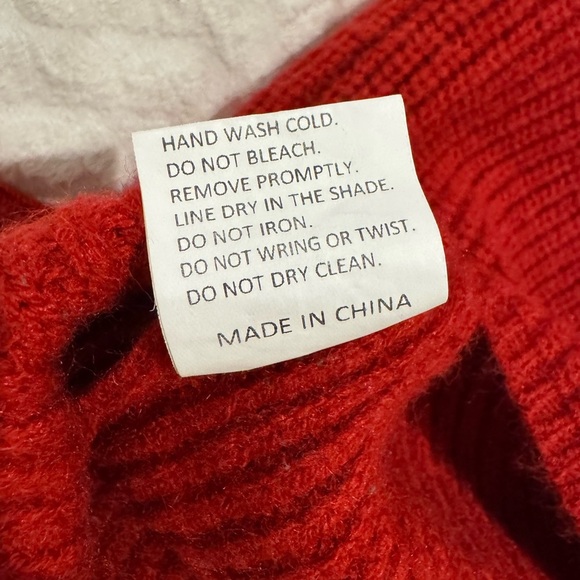 HAND WASH COLD.
DO NOT BLEACH.
REMOVE PROMPTLY.
LINE DRY IN THE SHADE.
DO NOT IRON.
DO NOT WRING OR TWIST.
DO NOT DRY CLEAN.
MADE IN CHINA